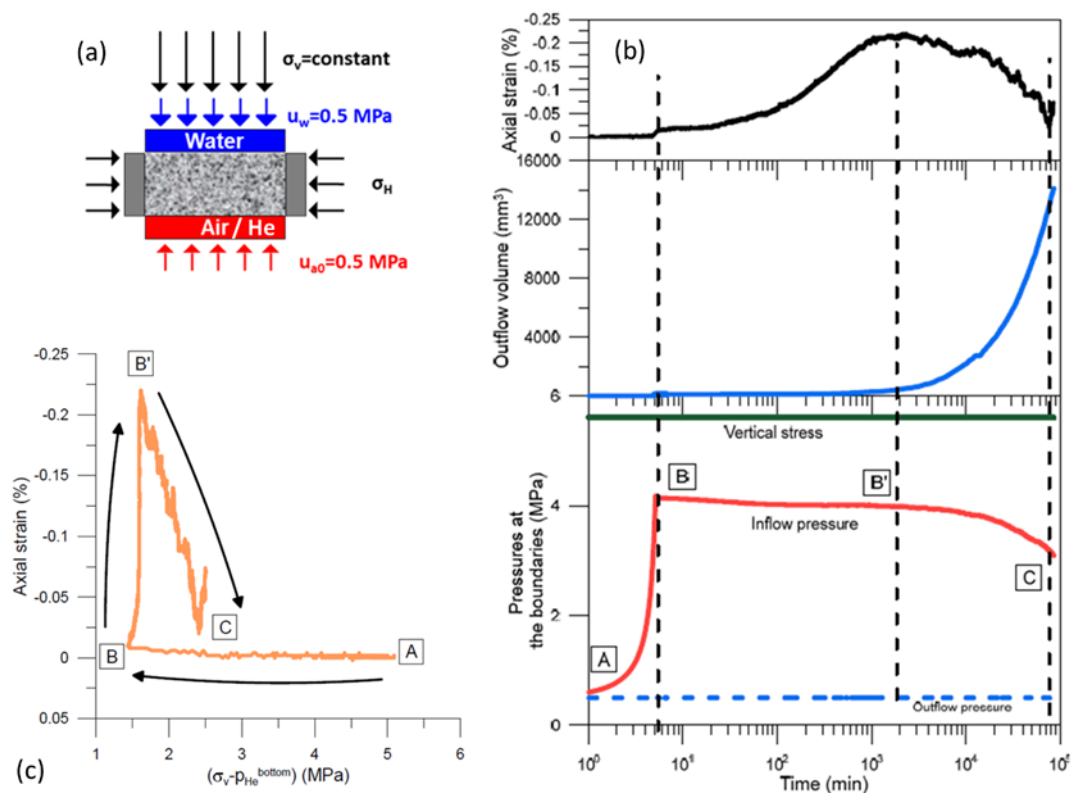 (a)
σv=constant
uw=0.5 MPa
Water
σH
Air / He
ua0=0.5 MPa
(b)
Axial strain (%)
-0.25
-0.2
-0.15
-0.1
-0.05
0
Outflow volume (mm³)
16000
12000
8000
4000
6
Pressures at
the boundaries (MPa)
4
2
0
Vertical stress
B
B'
Inflow pressure
C
A
Outflow pressure
10⁰ 10¹ 10² 10³ 10⁴ 10⁵
Time (min)
Axial strain (%)
-0.25
-0.2
-0.15
-0.1
-0.05
0
0.05
B'
C
B
A
1 2 3 4 5 6
(σv-pHe^bottom) (MPa)
(c)